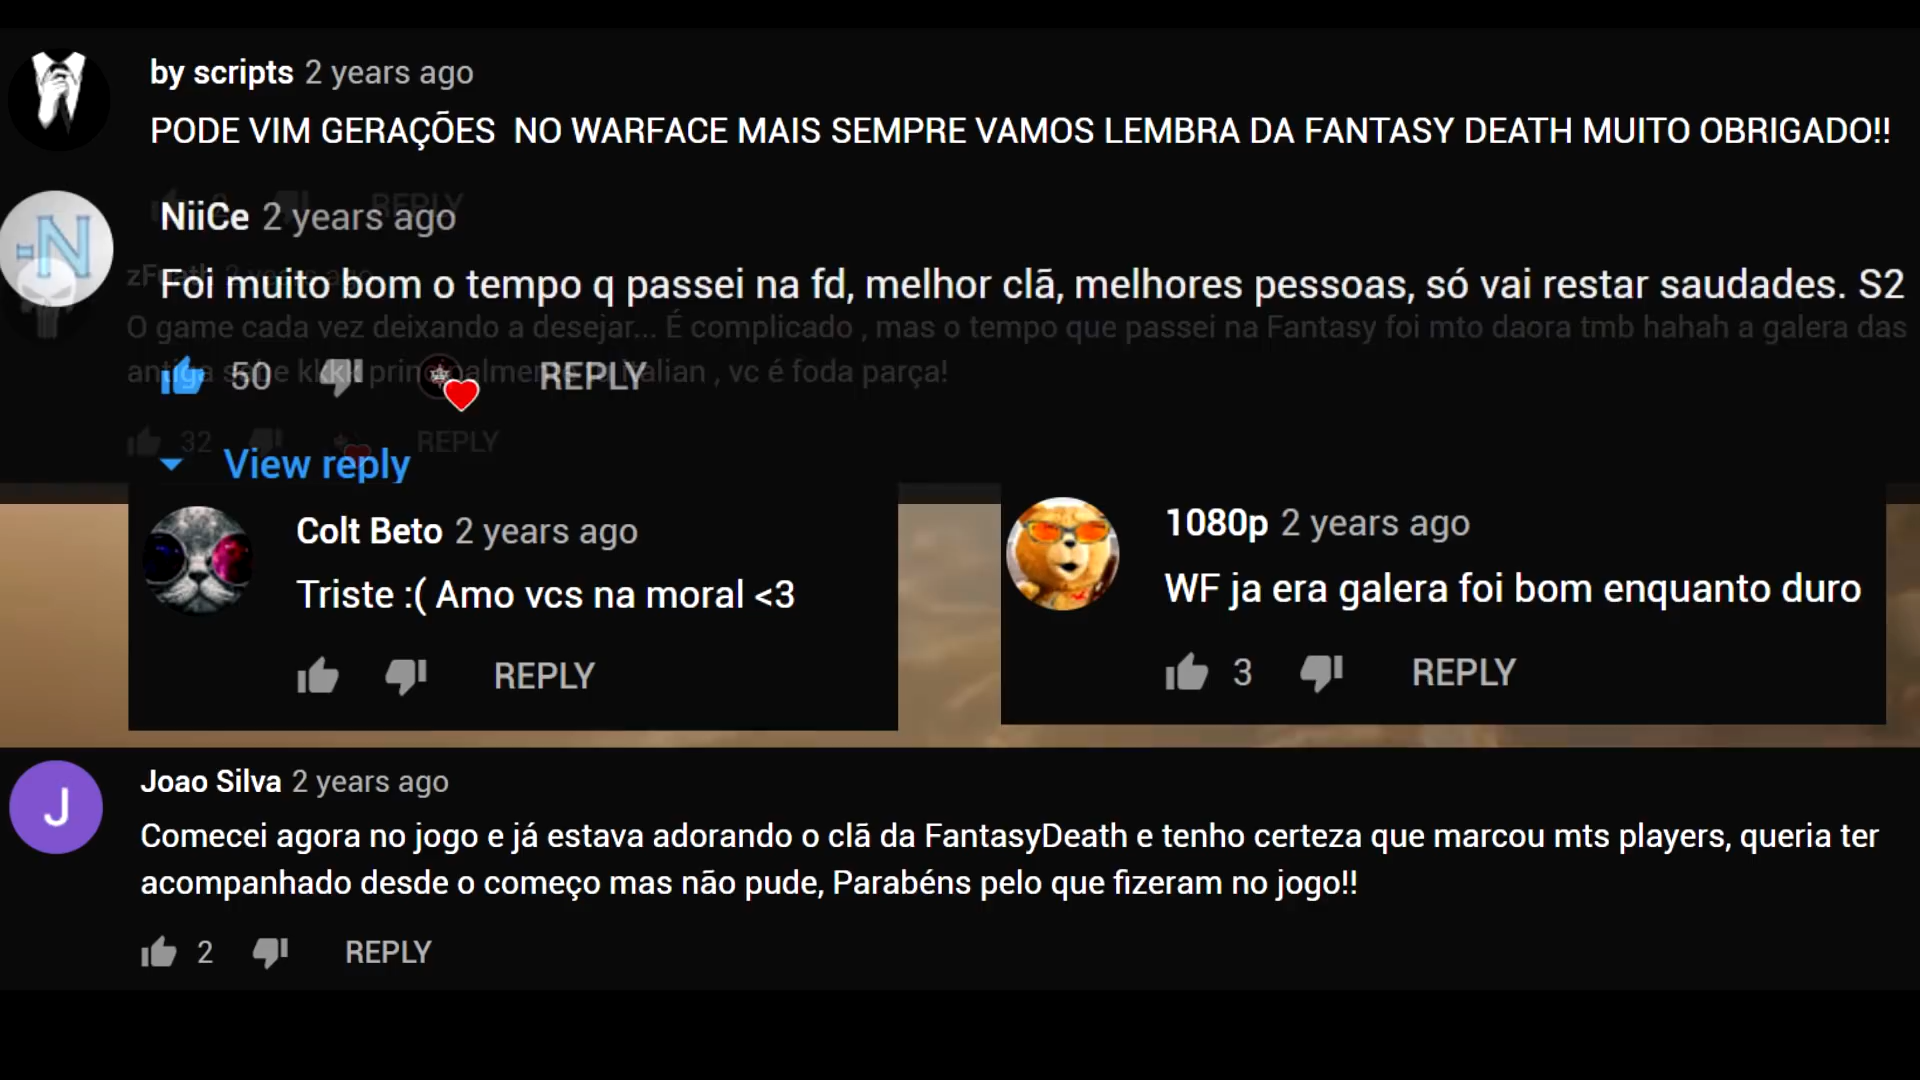 by scripts 2 years ago
PODE VIM GERAÇÕES NO WARFACE MAIS SEMPRE VAMOS LEMBRA DA FANTASY DEATH MUITO OBRIGADO!!
REPLY
-N
NiiCe 2 years ago
Foi muito bom o tempo q passei na fd, melhor clã, melhores pessoas, só vai restar saudades. S2
O game cada vez deixando a desejar... É complicado , mas o tempo que passei na Fantasy foi mto daora tmb hahah a galera das
vc é foda parça!
50 REPLY
32 REPLY
View reply
Colt Beto 2 years ago
Triste :( Amo vcs na moral <3
REPLY
1080p 2 years ago
WF ja era galera foi bom enquanto duro
3 REPLY
J
Joao Silva 2 years ago
Comecei agora no jogo e já estava adorando o clã da FantasyDeath e tenho certeza que marcou mts players, queria ter
acompanhado desde o começo mas não pude, Parabéns pelo que fizeram no jogo!!
2 REPLY